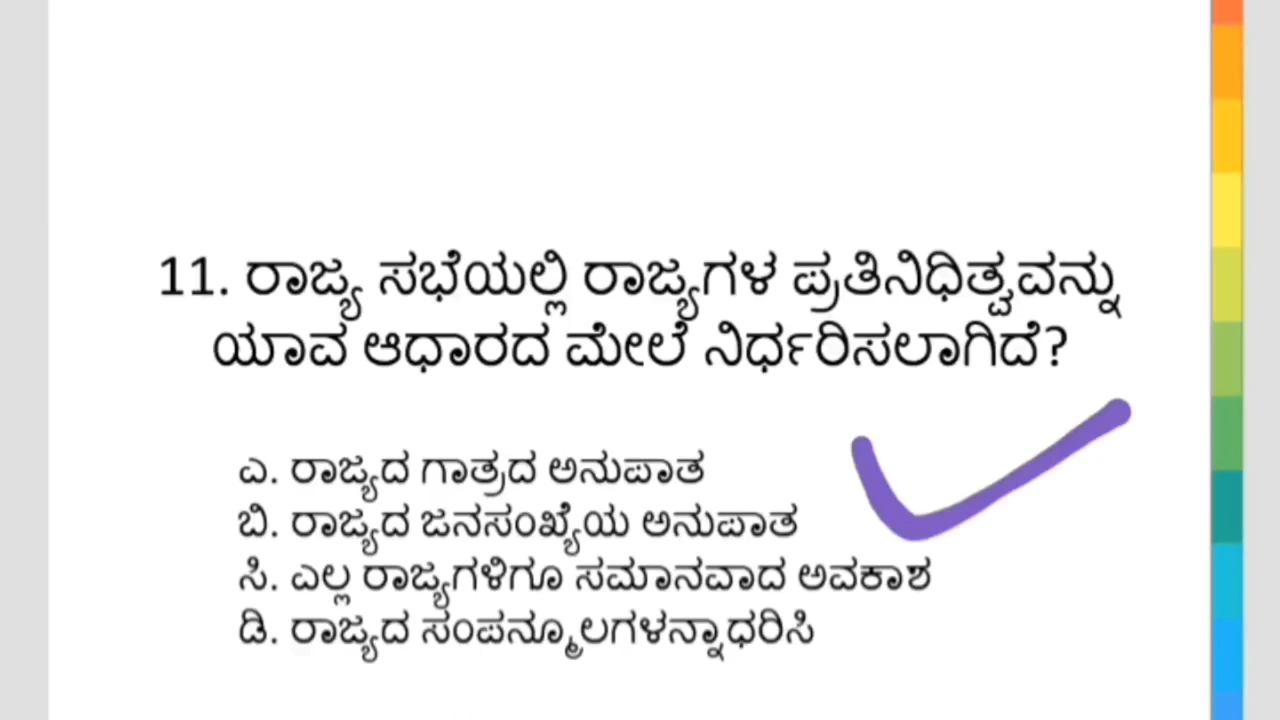 11. ರಾಜ್ಯ ಸಭೆಯಲ್ಲಿ ರಾಜ್ಯಗಳ ಪ್ರತಿನಿಧಿತ್ವವನ್ನು
ಯಾವ ಆಧಾರದ ಮೇಲೆ ನಿರ್ಧರಿಸಲಾಗಿದೆ?
ಎ. ರಾಜ್ಯದ ಗಾತ್ರದ ಅನುಪಾತ
ಬಿ. ರಾಜ್ಯದ ಜನಸಂಖ್ಯೆಯ ಅನುಪಾತ
ಸಿ. ಎಲ್ಲ ರಾಜ್ಯಗಳಿಗೂ ಸಮಾನವಾದ ಅವಕಾಶ
ಡಿ. ರಾಜ್ಯದ ಸಂಪನ್ಮೂಲಗಳನ್ನಾಧರಿಸಿ